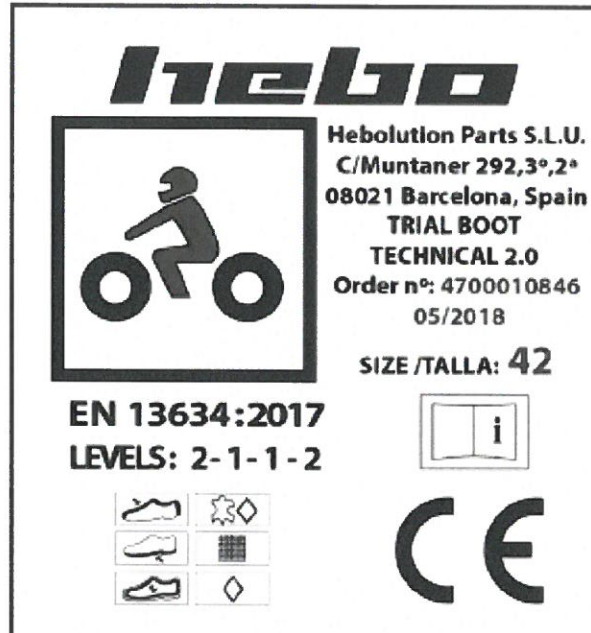 hebo
Hebolution Parts S.L.U.
C/Muntaner 292,3º,2ª
08021 Barcelona, Spain
TRIAL BOOT
TECHNICAL 2.0
Order nº: 4700010846
05/2018
SIZE /TALLA: 42
EN 13634:2017
LEVELS: 2-1-1-2
i
CE